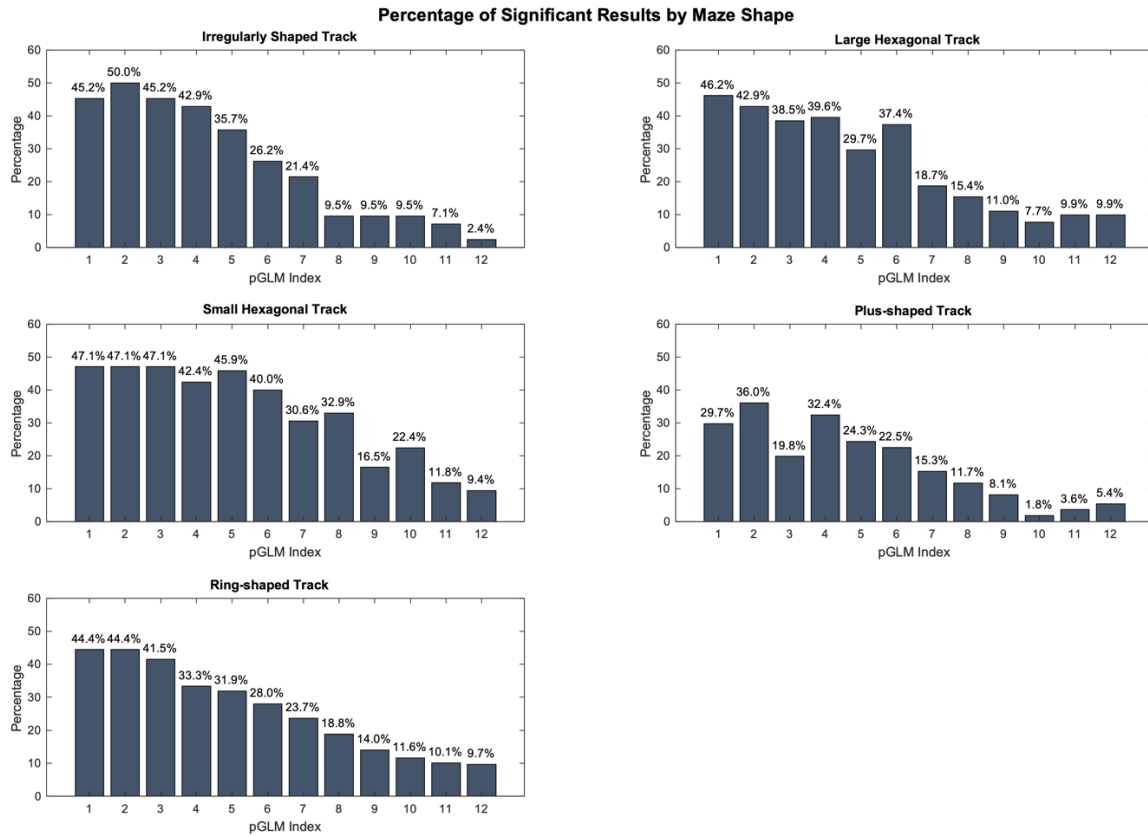 Percentage of Significant Results by Maze Shape
Irregularly Shaped Track
Percentage
60
50
40
30
20
10
0
45.2% 50.0% 45.2% 42.9% 35.7% 26.2% 21.4% 9.5% 9.5% 9.5% 7.1% 2.4%
1 2 3 4 5 6 7 8 9 10 11 12
pGLM Index
Large Hexagonal Track
Percentage
60
50
40
30
20
10
0
46.2% 42.9% 38.5% 39.6% 29.7% 37.4% 18.7% 15.4% 11.0% 7.7% 9.9% 9.9%
1 2 3 4 5 6 7 8 9 10 11 12
pGLM Index
Small Hexagonal Track
Percentage
60
50
40
30
20
10
0
47.1% 47.1% 47.1% 42.4% 45.9% 40.0% 30.6% 32.9% 16.5% 22.4% 11.8% 9.4%
1 2 3 4 5 6 7 8 9 10 11 12
pGLM Index
Plus-shaped Track
Percentage
60
50
40
30
20
10
0
29.7% 36.0% 19.8% 32.4% 24.3% 22.5% 15.3% 11.7% 8.1% 1.8% 3.6% 5.4%
1 2 3 4 5 6 7 8 9 10 11 12
pGLM Index
Ring-shaped Track
Percentage
60
50
40
30
20
10
0
44.4% 44.4% 41.5% 33.3% 31.9% 28.0% 23.7% 18.8% 14.0% 11.6% 10.1% 9.7%
1 2 3 4 5 6 7 8 9 10 11 12
pGLM Index